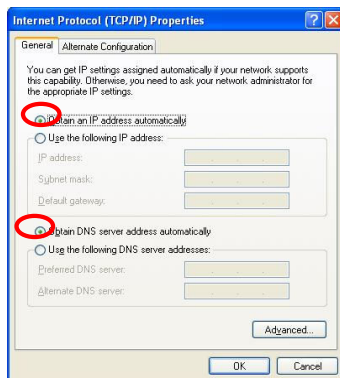 Internet Protocol (TCP/IP) Properties
General
Alternate Configuration
You can get IP settings assigned automatically if your network supports
this capability. Otherwise, you need to ask your network administrator for
the appropriate IP settings.
Obtain an IP address automatically
Use the following IP address:
IP address:
Subnet mask:
Default gateway:
Obtain DNS server address automatically
Use the following DNS server addresses:
Preferred DNS server:
Alternate DNS server:
Advanced...
OK
Cancel